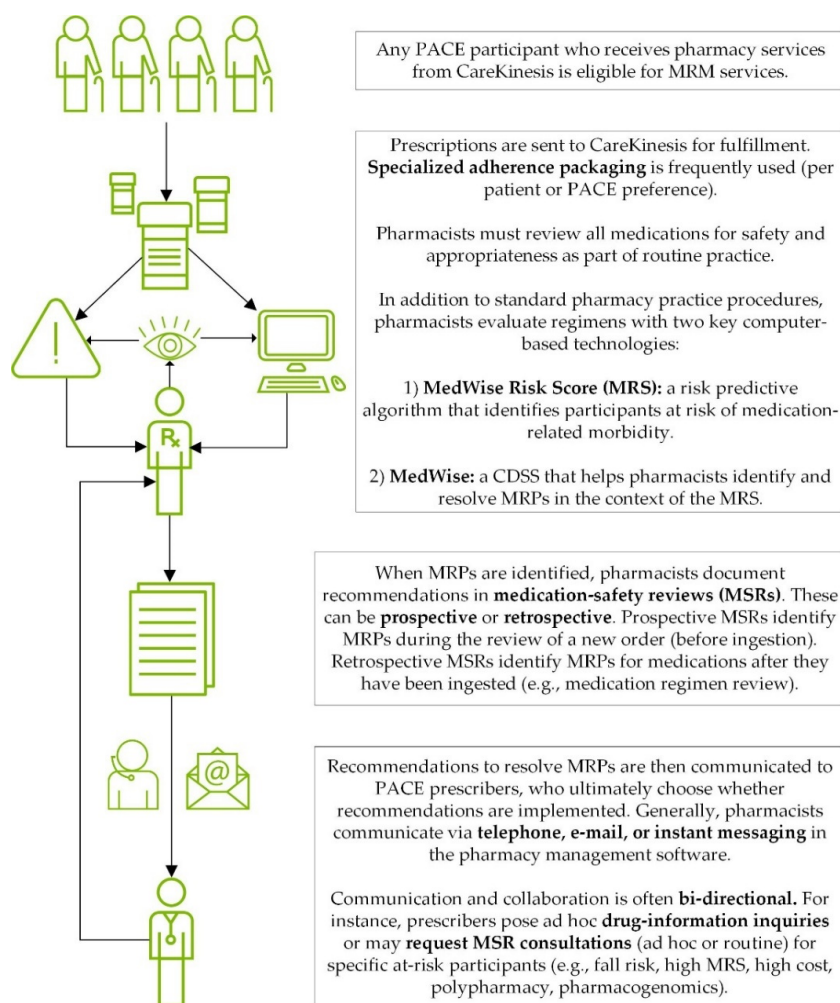 Any PACE participant who receives pharmacy services
from CareKinesis is eligible for MRM services.
Prescriptions are sent to CareKinesis for fulfillment.
Specialized adherence packaging is frequently used (per
patient or PACE preference).
Pharmacists must review all medications for safety and
appropriateness as part of routine practice.
In addition to standard pharmacy practice procedures,
pharmacists evaluate regimens with two key computer-
based technologies:
1) MedWise Risk Score (MRS): a risk predictive
algorithm that identifies participants at risk of medication-
related morbidity.
2) MedWise: a CDSS that helps pharmacists identify and
resolve MRPs in the context of the MRS.
!
Rx
When MRPs are identified, pharmacists document
recommendations in medication-safety reviews (MSRs). These
can be prospective or retrospective. Prospective MSRs identify
MRPs during the review of a new order (before ingestion).
Retrospective MSRs identify MRPs for medications after they
have been ingested (e.g., medication regimen review).
@
Recommendations to resolve MRPs are then communicated to
PACE prescribers, who ultimately choose whether
recommendations are implemented. Generally, pharmacists
communicate via telephone, e-mail, or instant messaging in
the pharmacy management software.
Communication and collaboration is often bi-directional. For
instance, prescribers pose ad hoc drug-information inquiries
or may request MSR consultations (ad hoc or routine) for
specific at-risk participants (e.g., fall risk, high MRS, high cost,
polypharmacy, pharmacogenomics).